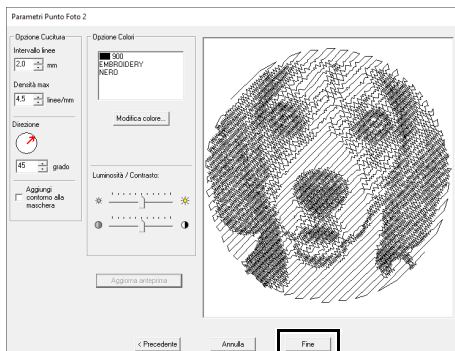 Parametri Punto Foto 2
Opzione Cucitura
Intervallo linee
2,0 mm
Densità max
4,5 linee/mm
Direzione
45 grado
Aggiungi
contorno alla
maschera
Opzione Colori
900
EMBROIDERY
NERO
Modifica colore...
Luminosità / Contrasto:
Aggiorna anteprima
< Precedente
Annulla
Fine